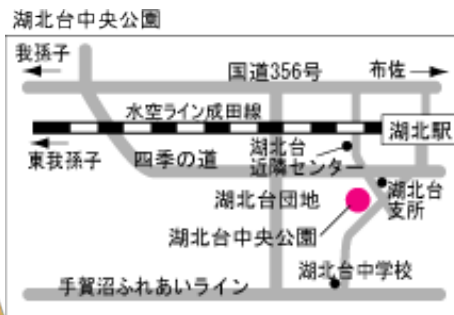 湖北台中央公園
我孫子
国道356号
布佐
水空ライン成田線
湖北駅
湖北台
近隣センター
東我孫子
四季の道
湖北台団地
湖北台
支所
湖北台中央公園
湖北台中学校
手賀沼ふれあいライン